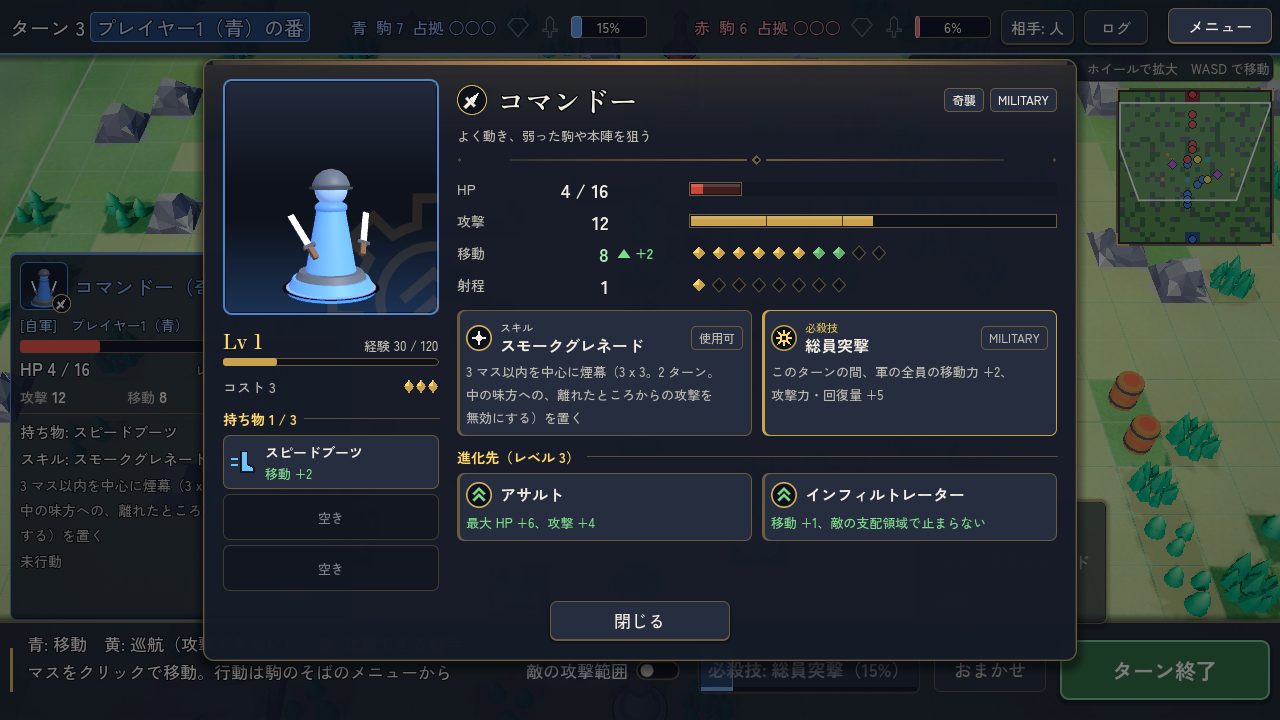 ターン 3 プレイヤー1（青）の番
青 駒 7 占拠 〇〇〇 15%
赤 駒 6 占拠 〇〇〇 6%
相手: 人
ログ
メニュー
ホイールで拡大 WASD で移動
コマンドー
奇襲
MILITARY
よく動き、弱った駒や本陣を狙う
HP 4 / 16
攻撃 12
移動 8 ▲ +2
射程 1
Lv 1
経験 30 / 120
コスト 3
持ち物 1 / 3
スピードブーツ
移動 +2
空き
空き
スキル
スモークグレネード
使用可
3 マス以内を中心に煙幕（3 x 3。2 ターン。
中の味方への、離れたところからの攻撃を
無効にする）を置く
必殺技
総員突撃
MILITARY
このターンの間、軍の全員の移動力 +2、
攻撃力・回復量 +5
進化先（レベル 3）
アサルト
最大 HP +6、攻撃 +4
インフィルトレーター
移動 +1、敵の支配領域で止まらない
閉じる
コマンドー（
[自軍] プレイヤー1（青）
HP 4 / 16
攻撃 12 移動 8
持ち物: スピードブーツ
スキル: スモークグレネード
3 マス以内を中心に煙幕（3 x
中の味方への、離れたところ
する）を置く
未行動
青: 移動 黄: 巡航（攻撃
マスをクリックで移動。行動は駒のそばのメニューから
敵の攻撃範囲
必殺技: 総員突撃（15%）
おまかせ
ターン終了